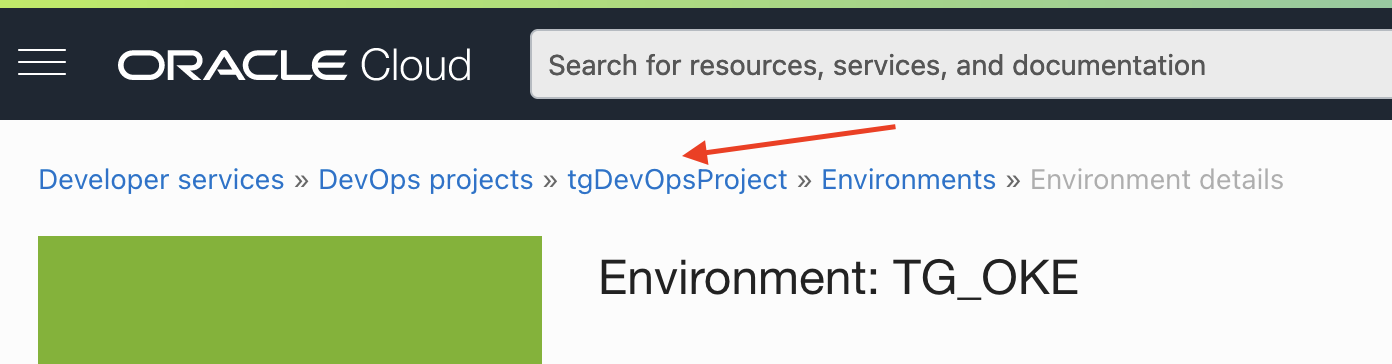 ORACLE Cloud
Search for resources, services, and documentation
Developer services » DevOps projects » tgDevOpsProject » Environments » Environment details
Environment: TG_OKE